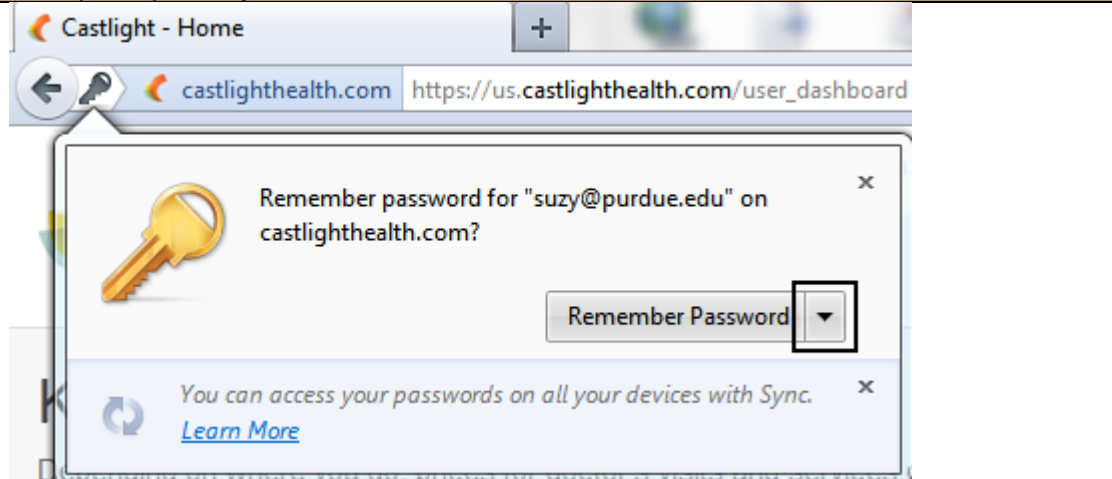 Castlight - Home
+
castlighthealth.com https://us.castlighthealth.com/user_dashboard
Remember password for "suzy@purdue.edu" on
castlighthealth.com?
Remember Password
You can access your passwords on all your devices with Sync.
Learn More